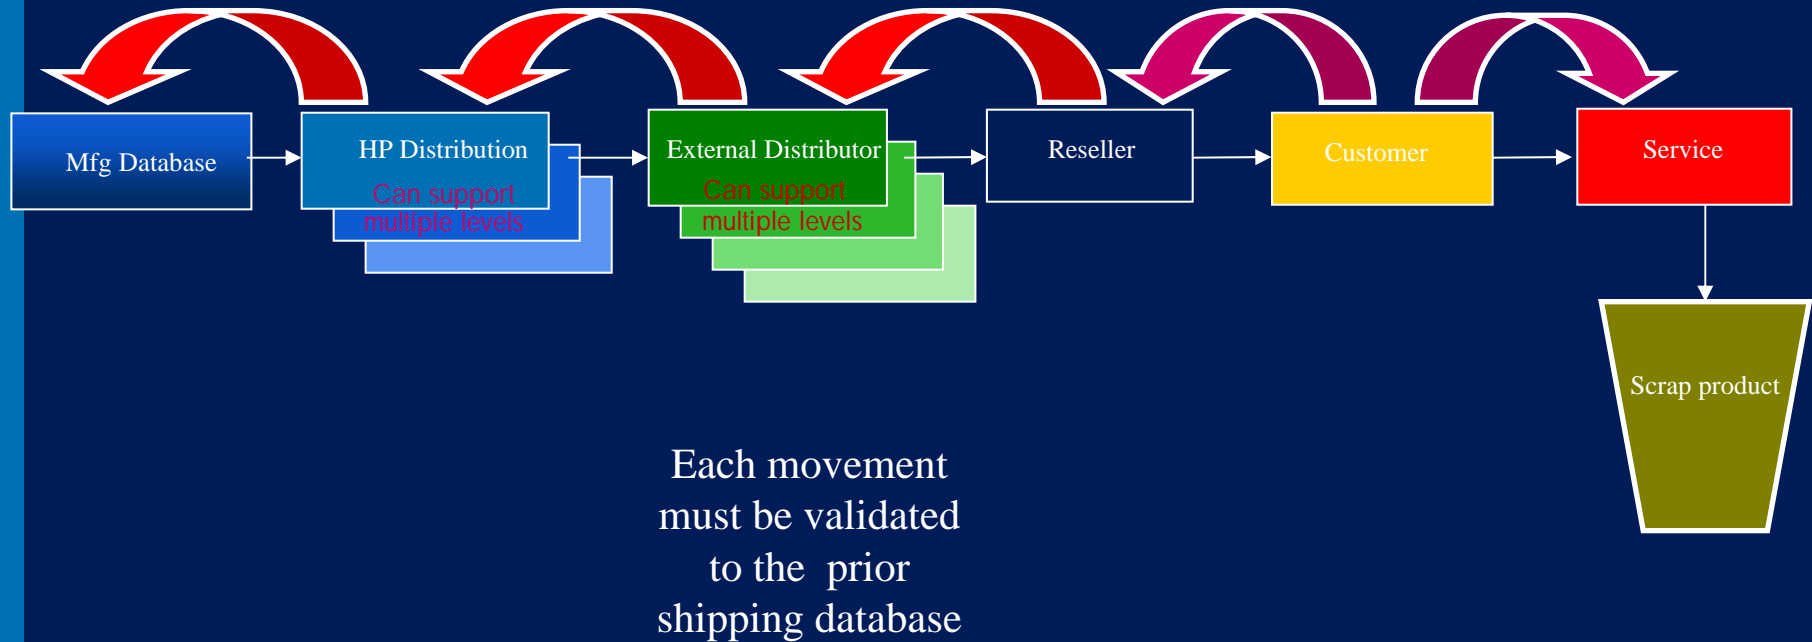 Mfg Database
HP Distribution
Can support
multiple levels
External Distributor
Can support
multiple levels
Reseller
Customer
Service
Scrap product
Each movement
must be validated
to the  prior
shipping database